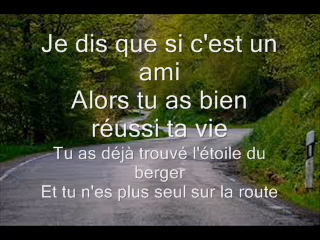 Je dis que si c'est un
ami
Alors tu as bien
réussi ta vie
Tu as déjà trouvé l'étoile du
berger
Et tu n'es plus seul sur la route